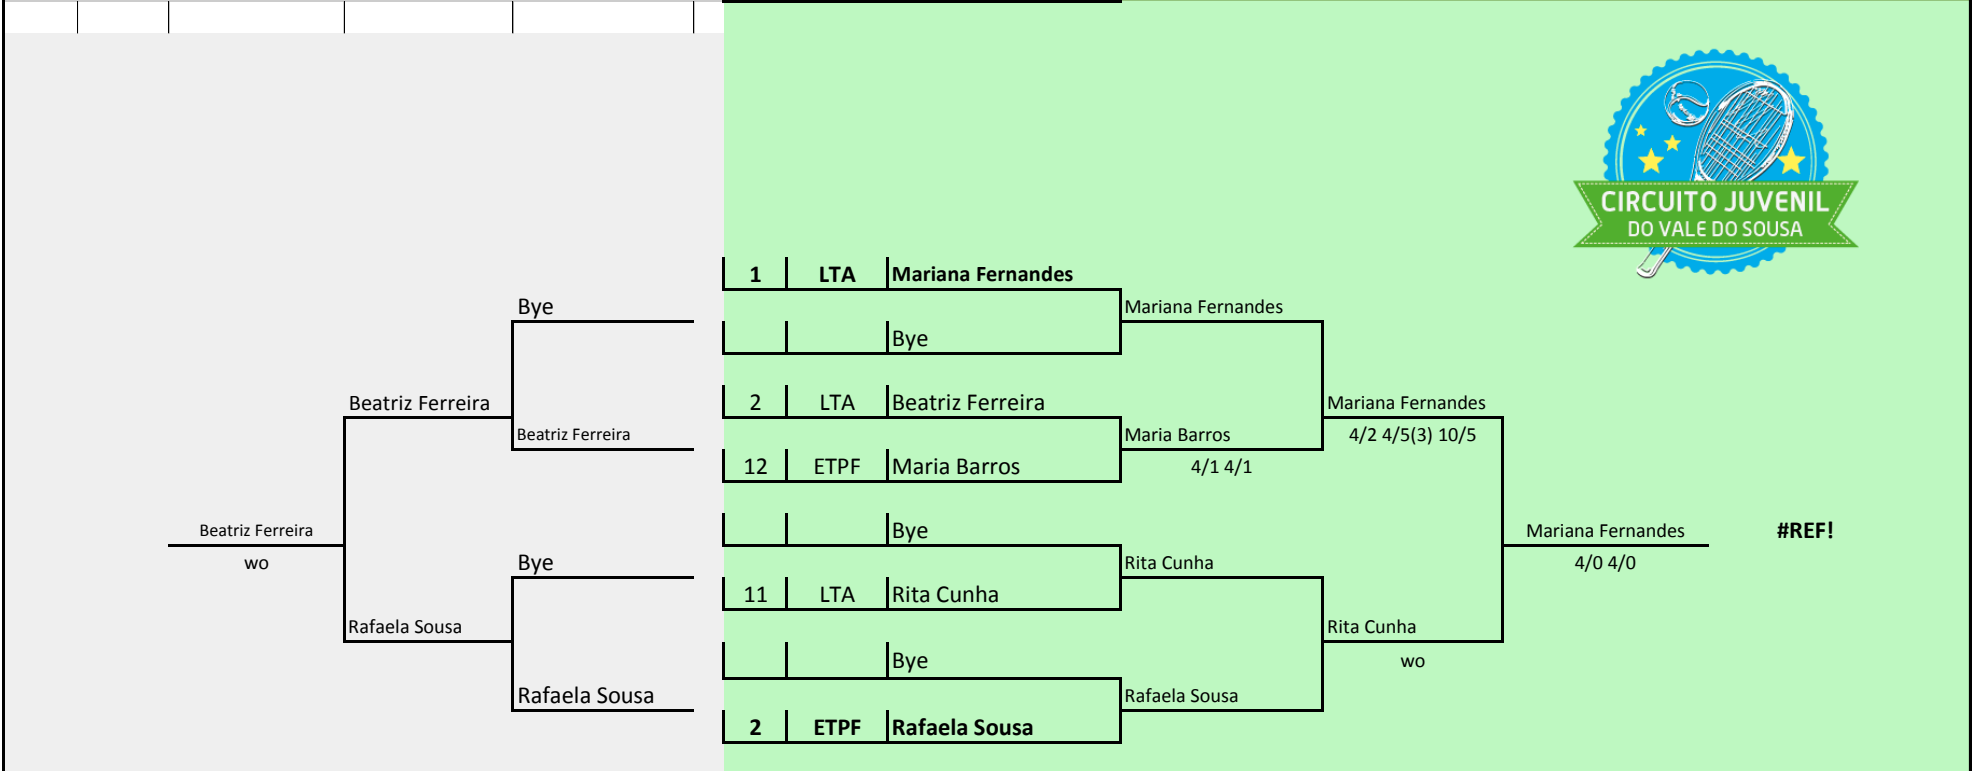 CIRCUITO JUVENIL
DO VALE DO SOUSA
1 LTA Mariana Fernandes
Bye Mariana Fernandes
Bye
Beatriz Ferreira 2 LTA Beatriz Ferreira Mariana Fernandes
Beatriz Ferreira Maria Barros 4/2 4/5(3) 10/5
12 ETPF Maria Barros 4/1 4/1
Beatriz Ferreira Bye Mariana Fernandes #REF!
wo Bye Rita Cunha 4/0 4/0
11 LTA Rita Cunha
Rafaela Sousa Rita Cunha
Bye wo
Rafaela Sousa Rafaela Sousa
2 ETPF Rafaela Sousa